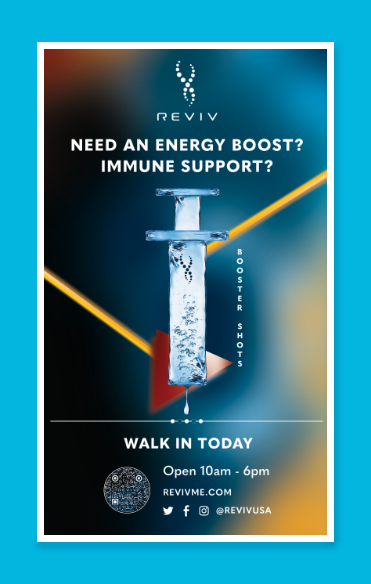 REVIV
NEED AN ENERGY BOOST?
IMMUNE SUPPORT?
BOOSTER SHOTS
WALK IN TODAY
Open 10am - 6pm
REVIVME.COM
@REVIVUSA